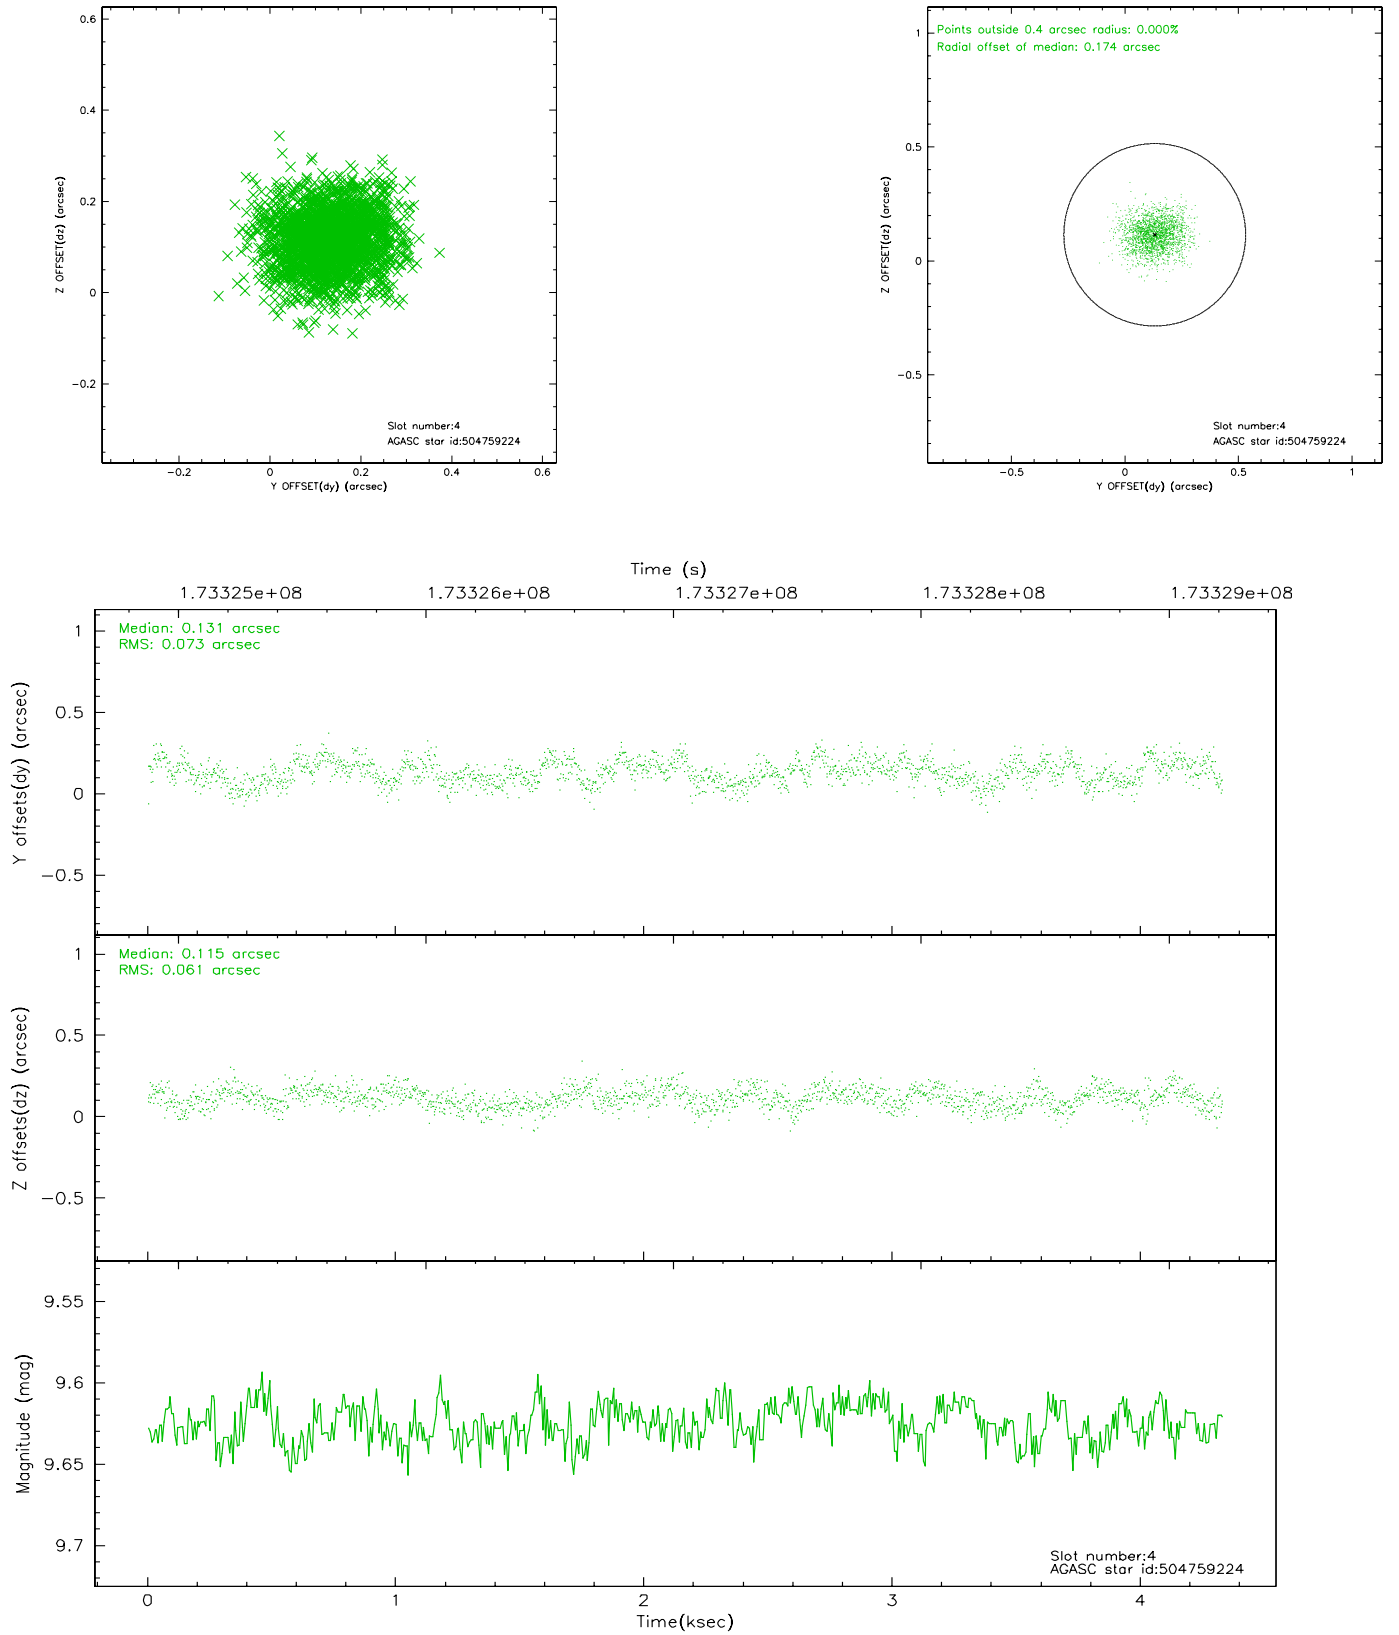 0.6
0.4
0.2
0
−0.2
Z OFFSET(dz) (arcsec)
Slot number:4
AGASC star id:504759224
−0.2 0 0.2 0.4 0.6
Y OFFSET(dy) (arcsec)
Points outside 0.4 arcsec radius: 0.000%
Radial offset of median: 0.174 arcsec
1
0.5
0
−0.5
Z OFFSET(dz) (arcsec)
Slot number:4
AGASC star id:504759224
−0.5 0 0.5 1
Y OFFSET(dy) (arcsec)
Time (s)
1.73325e+08 1.73326e+08 1.73327e+08 1.73328e+08 1.73329e+08
Median: 0.131 arcsec
RMS: 0.073 arcsec
1
0.5
0
−0.5
Y offsets(dy) (arcsec)
Median: 0.115 arcsec
RMS: 0.061 arcsec
1
0.5
0
−0.5
Z offsets(dz) (arcsec)
9.55
9.6
9.65
9.7
Magnitude (mag)
Slot number:4
AGASC star id:504759224
0 1 2 3 4
Time(ksec)